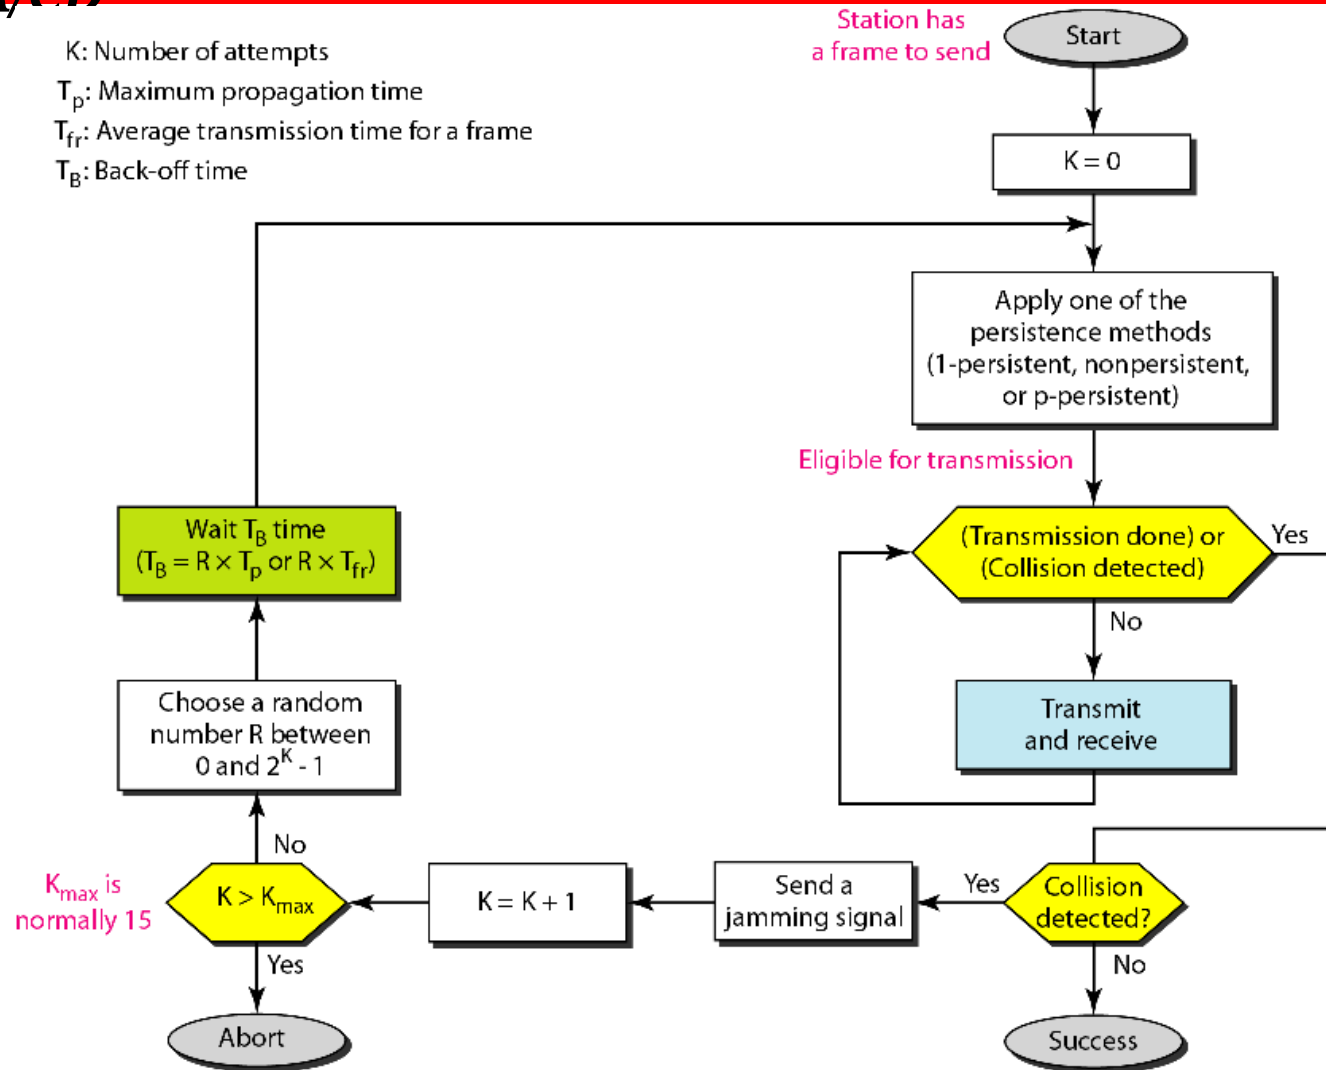 K: Number of attempts
Tp: Maximum propagation time
Tfr: Average transmission time for a frame
TB: Back-off time
Station has
a frame to send
Start
K = 0
Apply one of the
persistence methods
(1-persistent, nonpersistent,
or p-persistent)
Eligible for transmission
(Transmission done) or
(Collision detected)
Yes
No
Transmit
and receive
Collision
detected?
Yes
No
Success
Send a
jamming signal
K = K + 1
K > Kmax
Kmax is
normally 15
Yes
Abort
No
Choose a random
number R between
0 and 2^K - 1
Wait TB time
(TB = R × Tp or R × Tfr)